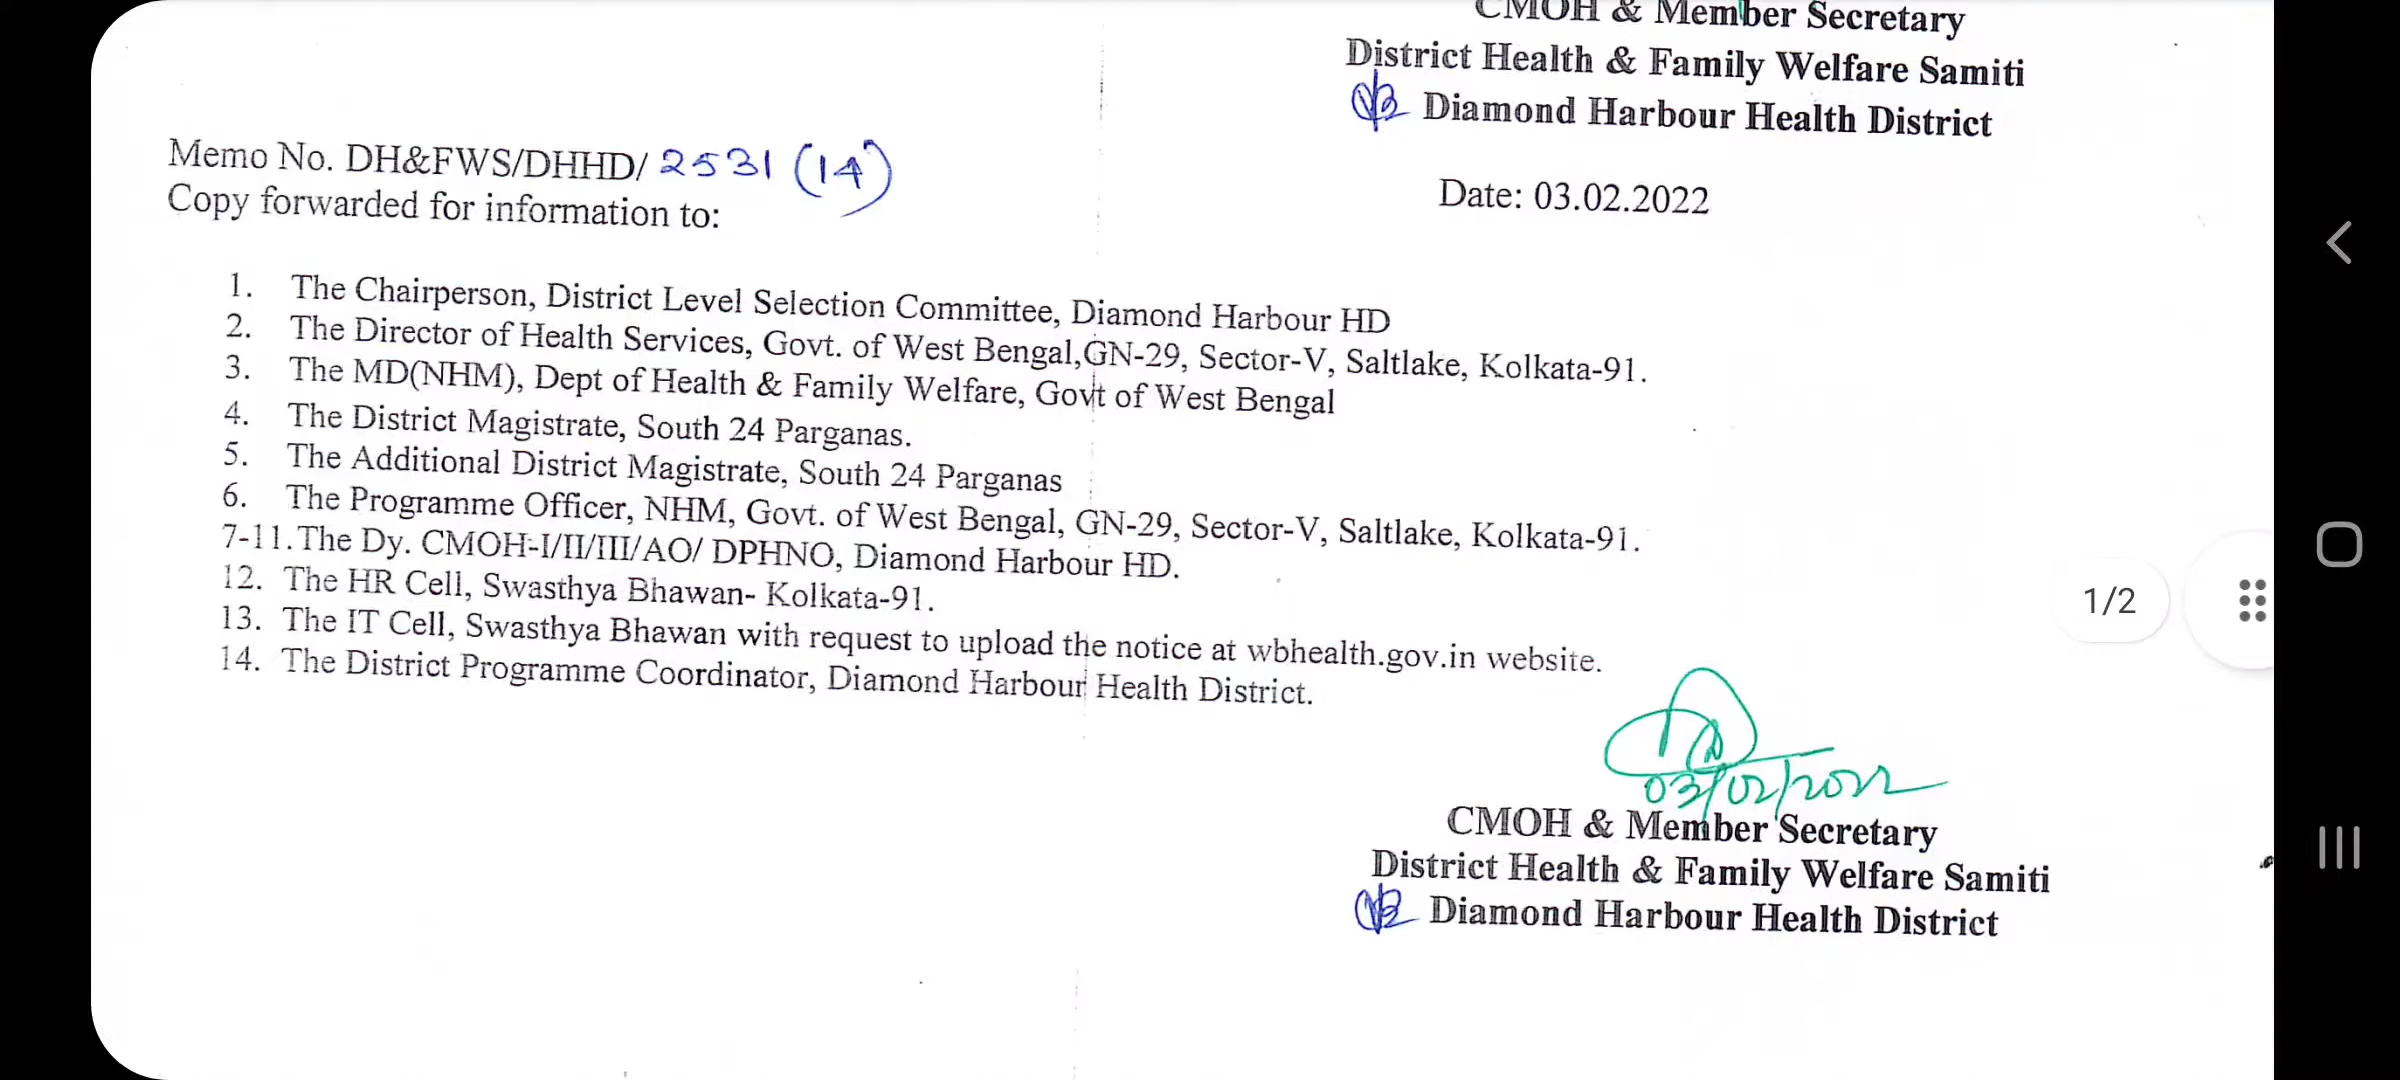 CMOH & Member Secretary
District Health & Family Welfare Samiti
Diamond Harbour Health District
Memo No. DH&FWS/DHHD/ 2531 (14)
Date: 03.02.2022
Copy forwarded for information to:
1. The Chairperson, District Level Selection Committee, Diamond Harbour HD
2. The Director of Health Services, Govt. of West Bengal,GN-29, Sector-V, Saltlake, Kolkata-91.
3. The MD(NHM), Dept of Health & Family Welfare, Govt of West Bengal
4. The District Magistrate, South 24 Parganas.
5. The Additional District Magistrate, South 24 Parganas
6. The Programme Officer, NHM, Govt. of West Bengal, GN-29, Sector-V, Saltlake, Kolkata-91.
7-11.The Dy. CMOH-I/II/III/AO/ DPHNO, Diamond Harbour HD.
12. The HR Cell, Swasthya Bhawan- Kolkata-91.
13. The IT Cell, Swasthya Bhawan with request to upload the notice at wbhealth.gov.in website.
14. The District Programme Coordinator, Diamond Harbour Health District.
1/2
03/02/2022
CMOH & Member Secretary
District Health & Family Welfare Samiti
Diamond Harbour Health District